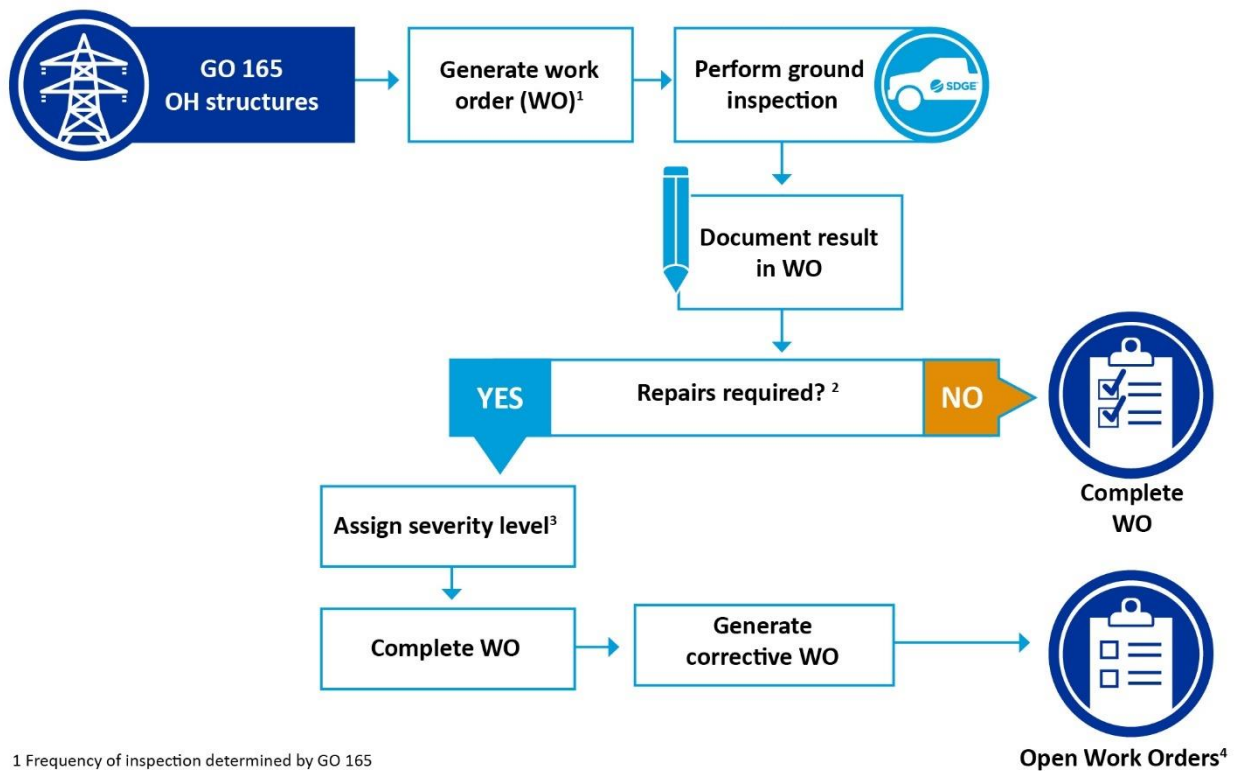 GO 165
OH structures
Generate work
order (WO)1
Perform ground
inspection
SDGE
Document result
in WO
YES
Repairs required? 2
NO
Complete
WO
Assign severity level3
Complete WO
Generate
corrective WO
Open Work Orders4
1 Frequency of inspection determined by GO 165